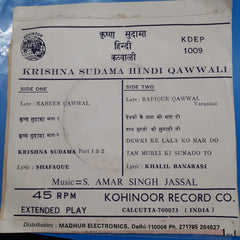 कृष्ण सुदामा
हिन्दी
कव्वाली
KDEP
1009
KRISHNA SUDAMA HINDI QAWWALI
SIDE ONE
Late : NABEEN QAWWAL
कृष्ण सुदामा भाग १
कृष्ण सुदामा भाग २
KRISHNA SUDAMA Part 1 & 2
Lyric : SHAFAQUE
SIDE TWO
Late : RAFIQUE QAWWAL
Varanasi
देवकी के लला को मार दो
तान मुरली की सुनादो तो
DEWKI KE LALA KO MAR DO
TAN MURLI KI SUNADO TO
Lyric : KHALIL BANARASI
Music :— S. AMAR SINGH JASSAL
45 RPM
EXTENDED PLAY
KOHINOOR RECORD CO.
CALCUTTA-700073 ( INDIA )
Distributors : MADHUR ELECTRONICS, Delhi-110006 Ph. 271785 264627